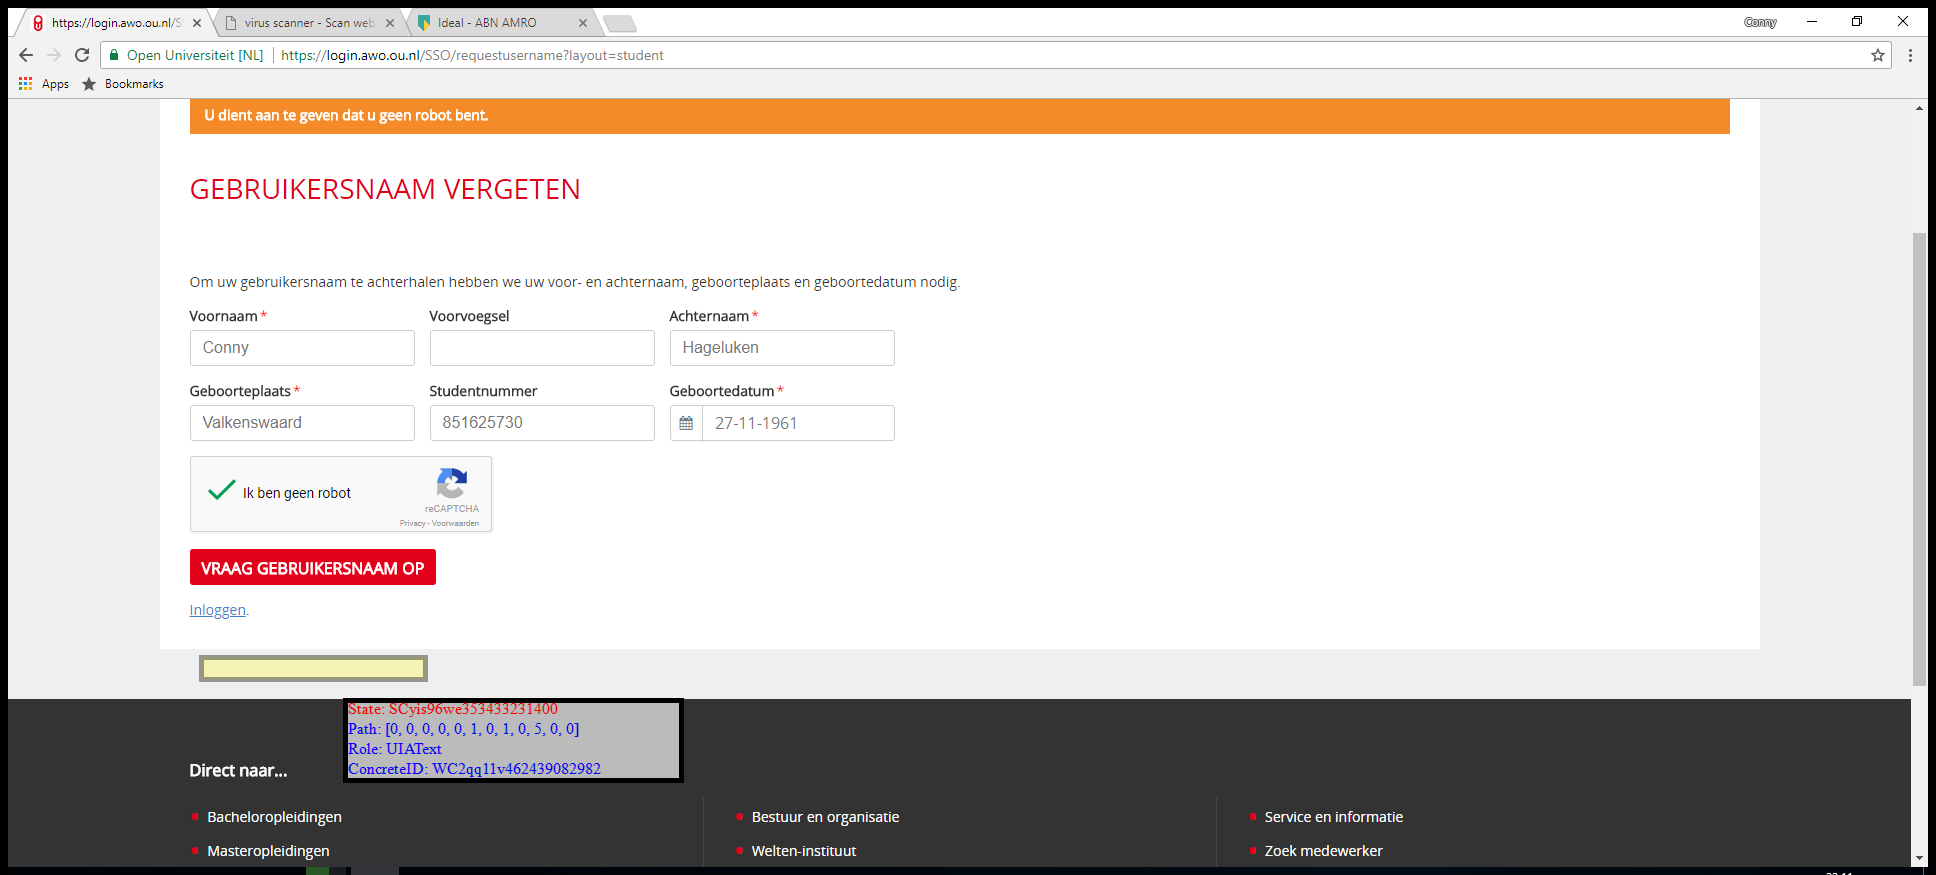 https://login.awo.ou.nl/S
virus scanner - Scan web
Ideal - ABN AMRO
Conny
Open Universiteit [NL]
https://login.awo.ou.nl/SSO/requestusername?layout=student
Apps
Bookmarks
U dient aan te geven dat u geen robot bent.
GEBRUIKERSNAAM VERGETEN
Om uw gebruikersnaam te achterhalen hebben we uw voor- en achternaam, geboorteplaats en geboortedatum nodig.
Voornaam * Voorvoegsel Achternaam *
Conny Hageluken
Geboorteplaats * Studentnummer Geboortedatum *
Valkenswaard 851625730 27-11-1961
Ik ben geen robot
reCAPTCHA
Privacy - Voorwaarden
VRAAG GEBRUIKERSNAAM OP
Inloggen.
State: SCyis96we353433231400
Path: [0, 0, 0, 0, 0, 1, 0, 1, 0, 5, 0, 0]
Role: UIAText
ConcreteID: WC2qq11v462439082982
Direct naar...
Bacheloropleidingen Bestuur en organisatie Service en informatie
Masteropleidingen Welten-instituut Zoek medewerker